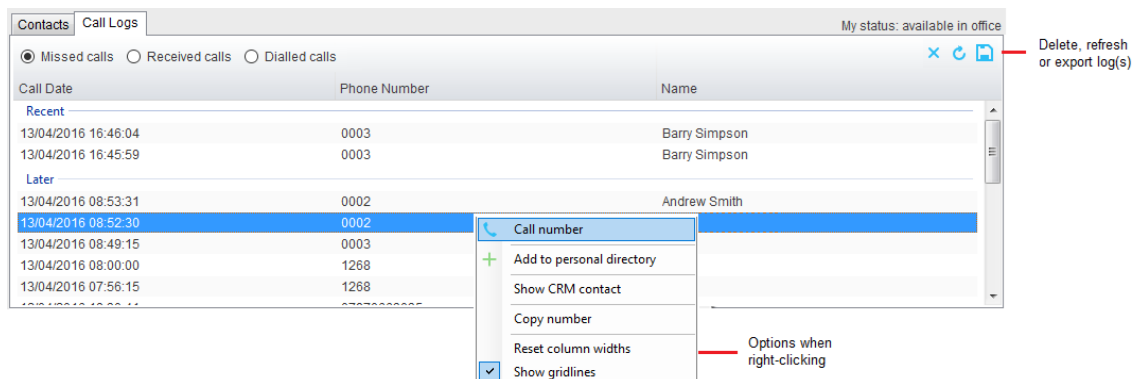 Contacts Call Logs My status: available in office
Missed calls Received calls Dialled calls
Delete, refresh
or export log(s)
Call Date Phone Number Name
Recent
13/04/2016 16:46:04 0003 Barry Simpson
13/04/2016 16:45:59 0003 Barry Simpson
Later
13/04/2016 08:53:31 0002 Andrew Smith
13/04/2016 08:52:30 0002
13/04/2016 08:49:15 0003
13/04/2016 08:00:00 1268
13/04/2016 07:56:15 1268
Call number
Add to personal directory
Show CRM contact
Copy number
Reset column widths
Show gridlines
Options when
right-clicking